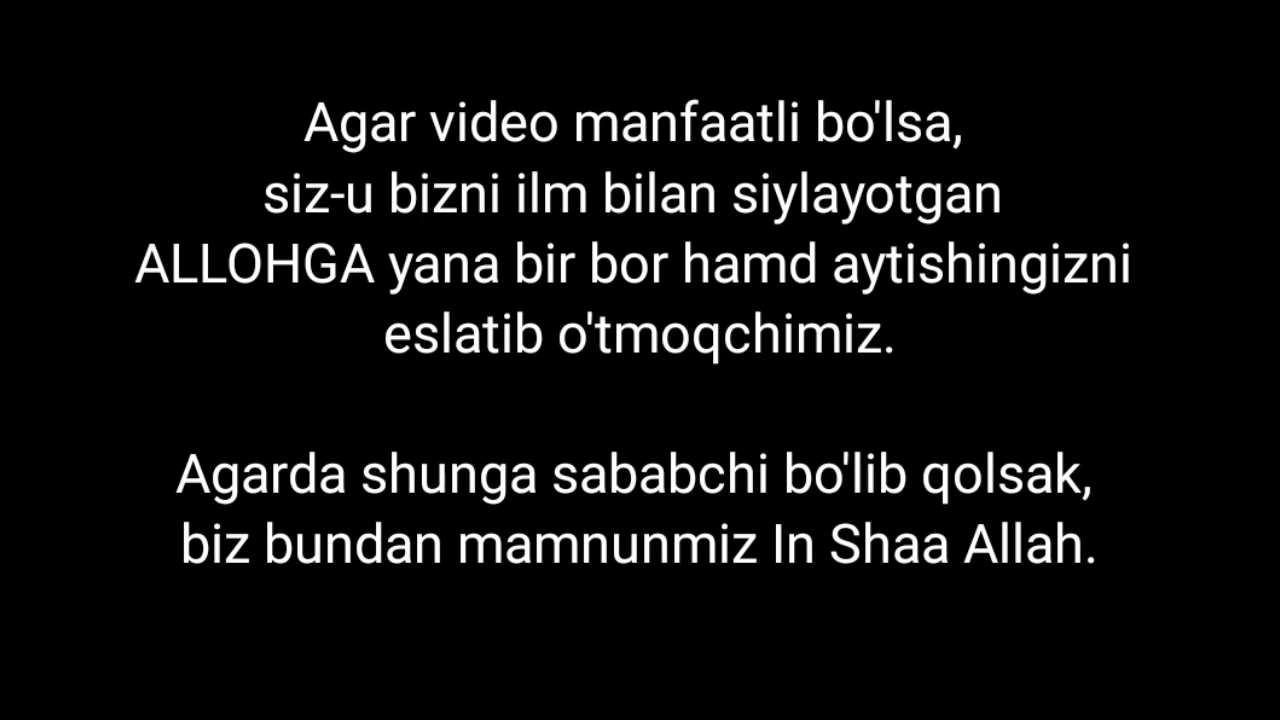 Agar video manfaatli bo'lsa,
siz-u bizni ilm bilan siylayotgan
ALLOHGA yana bir bor hamd aytishingizni
eslatib o'tmoqchimiz.
Agarda shunga sababchi bo'lib qolsak,
biz bundan mamnunmiz In Shaa Allah.